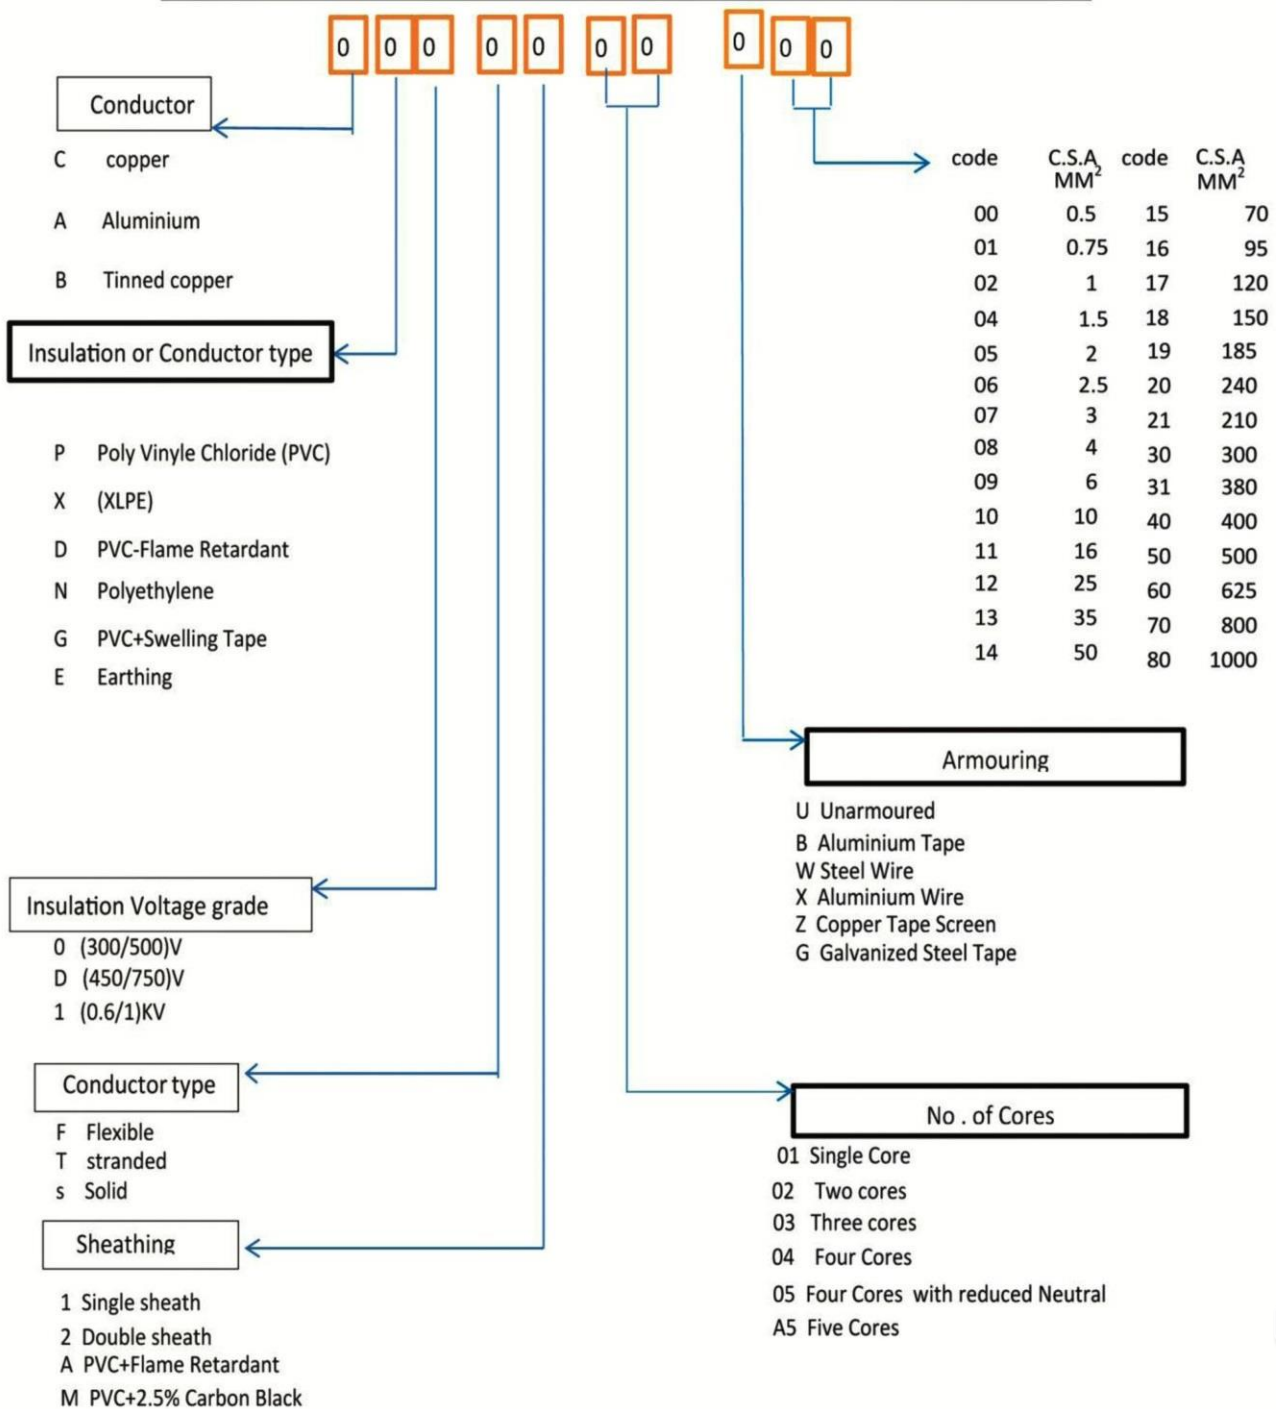 0 0 0 0 0 0 0 0 0 0
Conductor
C copper
A Aluminium
B Tinned copper
Insulation or Conductor type
P Poly Vinyle Chloride (PVC)
X (XLPE)
D PVC-Flame Retardant
N Polyethylene
G PVC+Swelling Tape
E Earthing
Insulation Voltage grade
0 (300/500)V
D (450/750)V
1 (0.6/1)KV
Conductor type
F Flexible
T stranded
s Solid
Sheathing
1 Single sheath
2 Double sheath
A PVC+Flame Retardant
M PVC+2.5% Carbon Black
code C.S.A code C.S.A
MM² MM²
00 0.5 15 70
01 0.75 16 95
02 1 17 120
04 1.5 18 150
05 2 19 185
06 2.5 20 240
07 3 21 210
08 4 30 300
09 6 31 380
10 10 40 400
11 16 50 500
12 25 60 625
13 35 70 800
14 50 80 1000
Armouring
U Unarmoured
B Aluminium Tape
W Steel Wire
X Aluminium Wire
Z Copper Tape Screen
G Galvanized Steel Tape
No . of Cores
01 Single Core
02 Two cores
03 Three cores
04 Four Cores
05 Four Cores with reduced Neutral
A5 Five Cores